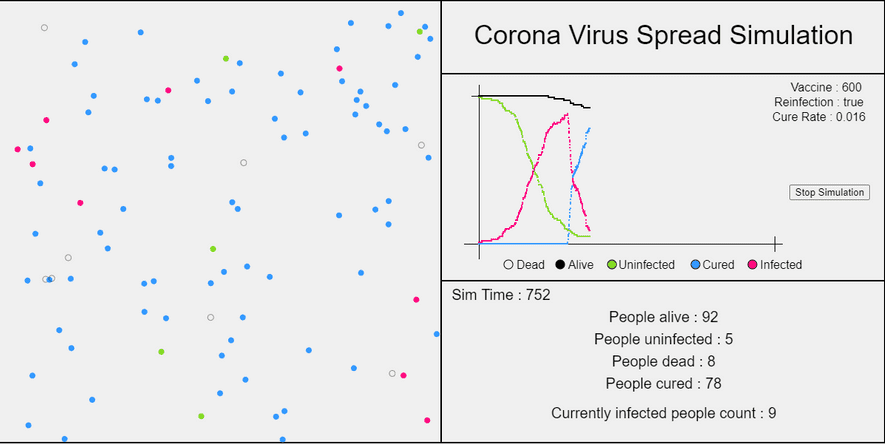 Corona Virus Spread Simulation
Vaccine : 600
Reinfection : true
Cure Rate : 0.016
Stop Simulation
Dead Alive Uninfected Cured Infected
Sim Time : 752
People alive : 92
People uninfected : 5
People dead : 8
People cured : 78
Currently infected people count : 9